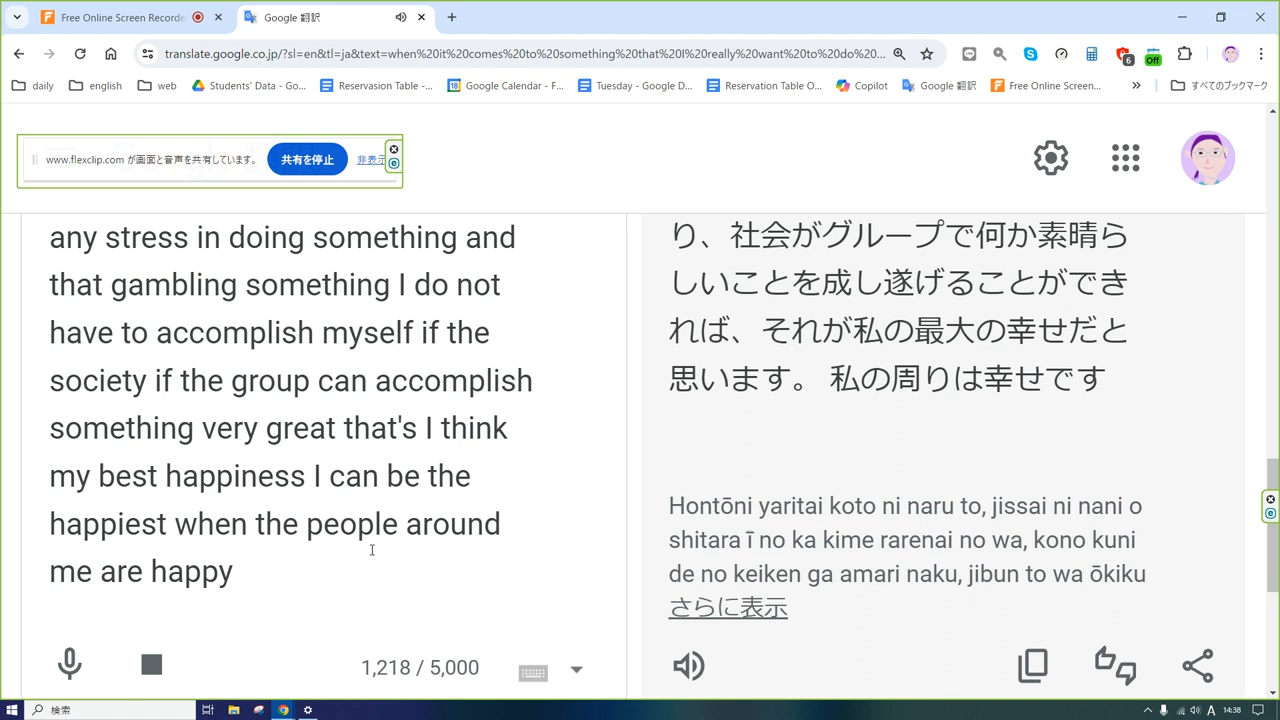 Free Online Screen Recorde
Google 翻訳
translate.google.co.jp/?sl=en&tl=ja&text=when%20it%20comes%20to%20something%20that%20I%20really%20want%20to%20do%20...
6
Off
daily
english
web
Students' Data - Go...
Reservasion Table -...
Google Calendar - F...
Tuesday - Google D...
Reservation Table O...
Copilot
Google 翻訳
Free Online Screen...
»
すべてのブックマーク
www.flexclip.com が画面と音声を共有しています。
共有を停止
非表示
any stress in doing something and
that gambling something I do not
have to accomplish myself if the
society if the group can accomplish
something very great that's I think
my best happiness I can be the
happiest when the people around
me are happy
1,218 / 5,000
り、社会がグループで何か素晴ら
しいことを成し遂げることができ
れば、それが私の最大の幸せだと
思います。 私の周りは幸せです
Hontōni yaritai koto ni naru to, jissai ni nani o
shitara ī no ka kime rarenai no wa, kono kuni
de no keiken ga amari naku, jibun to wa ōkiku
さらに表示
検索
A
14:38